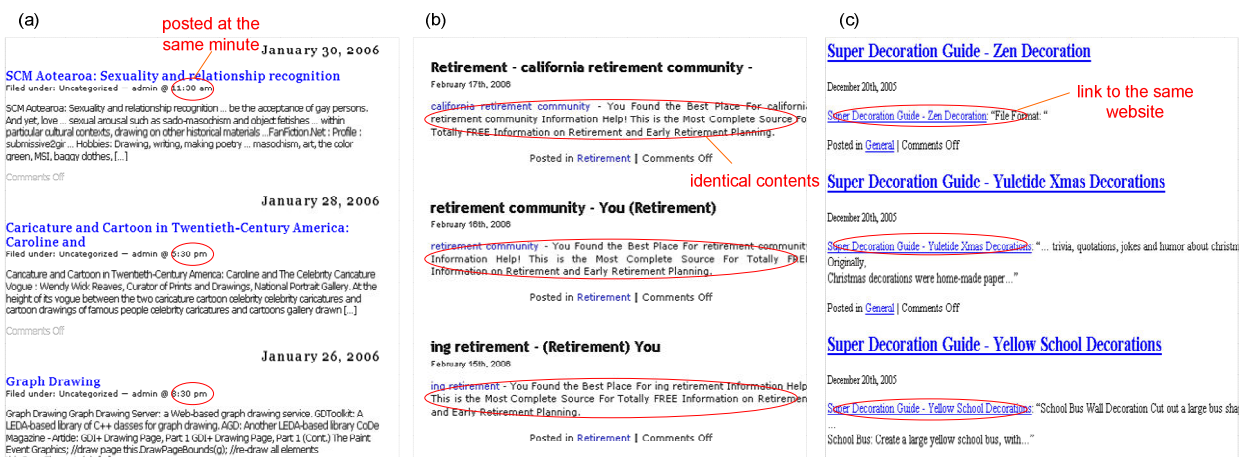 (a)
posted at the
same minute
January 30, 2006
SCM Aotearoa: Sexuality and relationship recognition
Filed under: Uncategorized — admin @ 11:00 am
SCM Aotearoa: Sexuality and relationship recognition ... be the acceptance of gay persons.
And yet, love ... sexual arousal such as sado-masochism and object fetishes ... within
particular cultural contexts, drawing on other historical materials ...FanFiction.Net : Profile :
submissive2girl ... Hobbies: Drawing, writing, making poetry ... masochism, art, the color
green, MSI, baggy clothes, [...]
Comments Off
January 28, 2006
Caricature and Cartoon in Twentieth-Century America:
Caroline and
Filed under: Uncategorized — admin @ 5:30 pm
Caricature and Cartoon in Twentieth-Century America: Caroline and The Celebrity Caricature
Vogue : Wendy Wick Reaves, Curator of Prints and Drawings, National Portrait Gallery. At the
height of its vogue between the two caricature cartoon celebrity celebrity caricatures and
cartoon drawings of famous people celebrity caricatures and cartoons gallery drawn [...]
Comments Off
January 26, 2006
Graph Drawing
Filed under: Uncategorized — admin @ 8:30 pm
Graph Drawing Graph Drawing Server: a Web-based graph drawing service. GDToolkit: A
LEDA-based library of C++ classes for graph drawing. AGD: Another LEDA-based library CoDe
Magazine - Article: GDI+ Drawing Page, Part 1 GDI+ Drawing Page, Part 1 (Cont.) The Paint
Event Graphics; //draw page this.DrawPageBounds(g); //re-draw all elements
(b)
Retirement - california retirement community -
February 17th, 2006
california retirement community - You Found the Best Place For california
retirement community Information Help! This is the Most Complete Source Fo
Totally FREE Information on Retirement and Early Retirement Planning.
Posted in Retirement | Comments Off
identical contents
retirement community - You (Retirement)
February 16th, 2006
retirement community - You Found the Best Place For retirement communit
Information Help! This is the Most Complete Source For Totally FREE
Information on Retirement and Early Retirement Planning.
Posted in Retirement | Comments Off
ing retirement - (Retirement) You
February 15th, 2006
ing retirement - You Found the Best Place For ing retirement Information Help
This is the Most Complete Source For Totally FREE Information on Retiremen
and Early Retirement Planning.
Posted in Retirement | Comments Off
(c)
Super Decoration Guide - Zen Decoration
December 20th, 2005
link to the same
website
Super Decoration Guide - Zen Decoration: “File Format: “
Posted in General | Comments Off
Super Decoration Guide - Yuletide Xmas Decorations
December 20th, 2005
Super Decoration Guide - Yuletide Xmas Decorations: “... trivia, quotations, jokes and humor about christm
Originally,
Christmas decorations were home-made paper...”
Posted in General | Comments Off
Super Decoration Guide - Yellow School Decorations
December 20th, 2005
Super Decoration Guide - Yellow School Decorations: “School Bus Wall Decoration Cut out a large bus shap
...
School Bus: Create a large yellow school bus, with...”